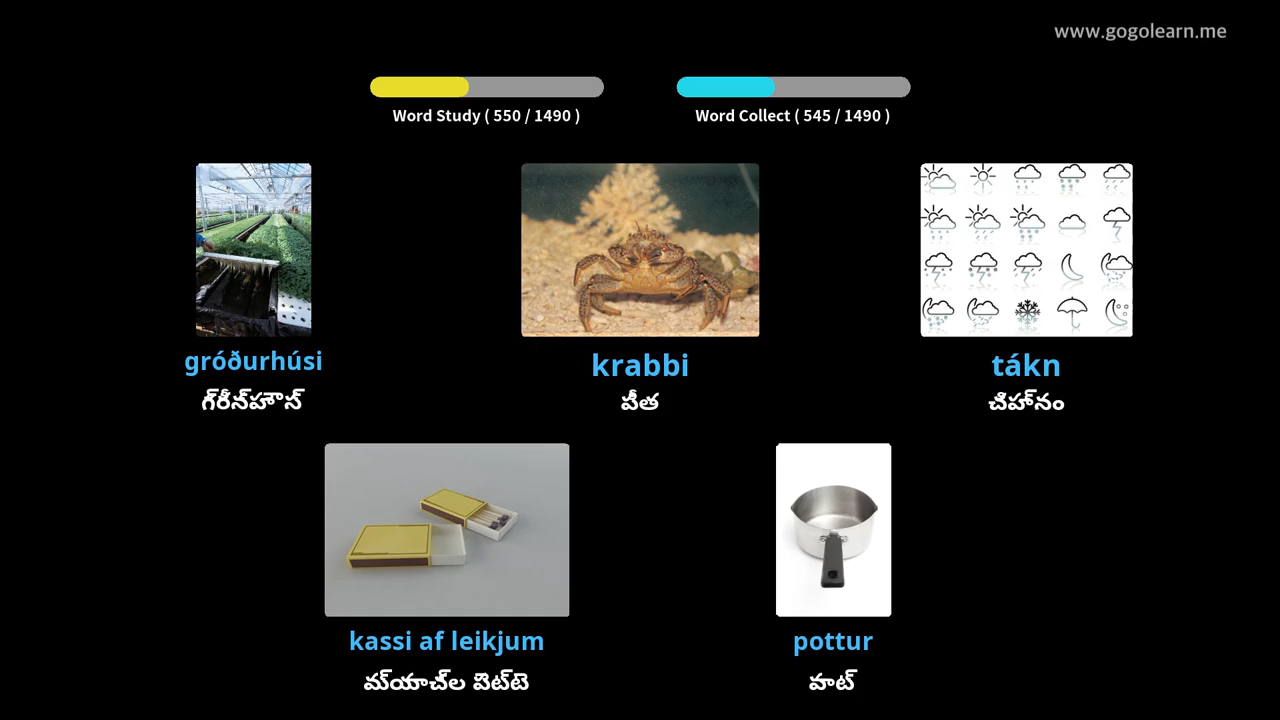 www.gogolearn.me
Word Study ( 550 / 1490 )
Word Collect ( 545 / 1490 )
gróðurhúsi
krabbi
tákn
గ్రీన్‌హౌస్
పీత
చిహ్నం
kassi af leikjum
pottur
మ్యాచ్‌ల పెట్టె
పాట్